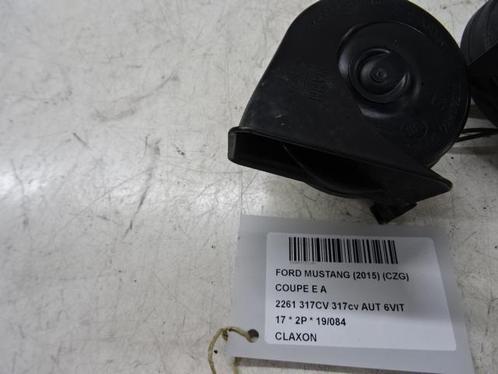 FORD MUSTANG (2015) (CZG)
COUPE E A
2261 317CV 317cv AUT 6VIT
17 * 2P * 19/084
CLAXON